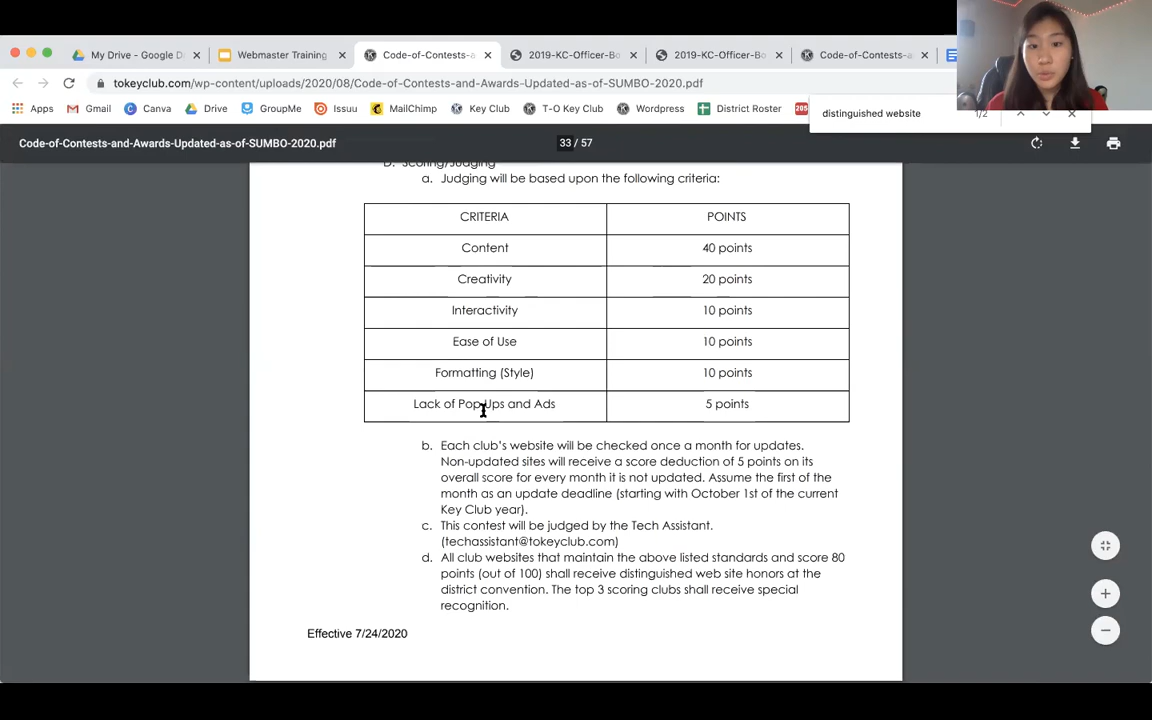 My Drive - Google D
Webmaster Training
Code-of-Contests-
2019-KC-Officer-Bo
2019-KC-Officer-Bo
Code-of-Contests-a
tokeyclub.com/wp-content/uploads/2020/08/Code-of-Contests-and-Awards-Updated-as-of-SUMBO-2020.pdf
Apps
Gmail
Canva
Drive
GroupMe
Issuu
MailChimp
Key Club
T-O Key Club
Wordpress
District Roster
distinguished website
1/2
Code-of-Contests-and-Awards-Updated-as-of-SUMBO-2020.pdf
33 / 57
D. Scoring/Judging
a. Judging will be based upon the following criteria:
CRITERIA POINTS
Content 40 points
Creativity 20 points
Interactivity 10 points
Ease of Use 10 points
Formatting (Style) 10 points
Lack of Pop Ups and Ads 5 points
b. Each club's website will be checked once a month for updates.
Non-updated sites will receive a score deduction of 5 points on its
overall score for every month it is not updated. Assume the first of the
month as an update deadline (starting with October 1st of the current
Key Club year).
c. This contest will be judged by the Tech Assistant.
(techassistant@tokeyclub.com)
d. All club websites that maintain the above listed standards and score 80
points (out of 100) shall receive distinguished web site honors at the
district convention. The top 3 scoring clubs shall receive special
recognition.
Effective 7/24/2020